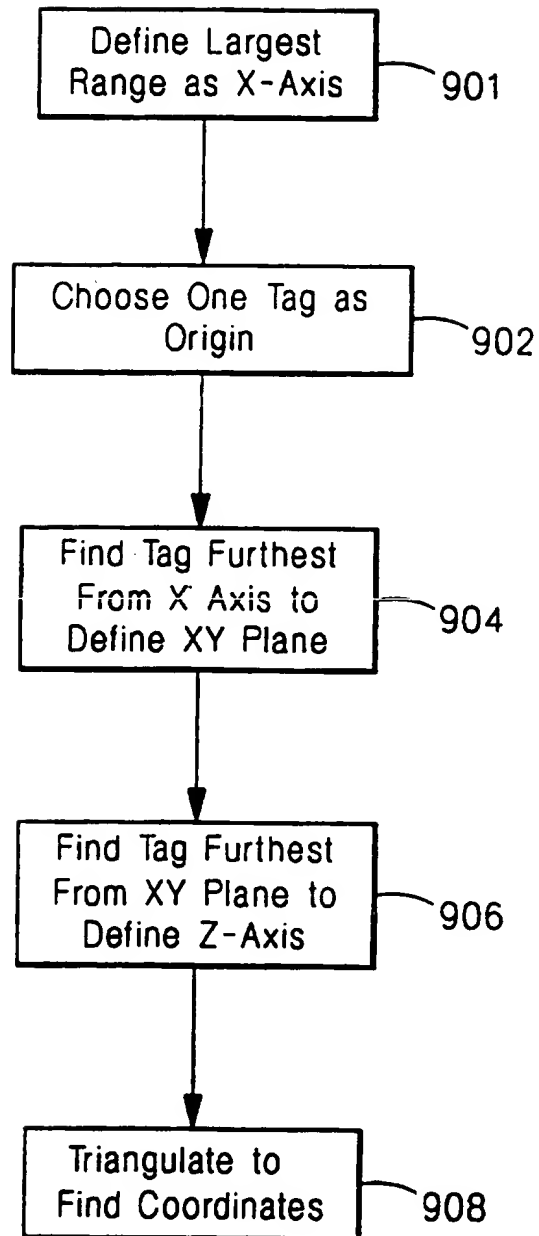 Define Largest
Range as X-Axis
901
Choose One Tag as
Origin
902
Find Tag Furthest
From X Axis to
Define XY Plane
904
Find Tag Furthest
From XY Plane to
Define Z-Axis
906
Triangulate to
Find Coordinates
908